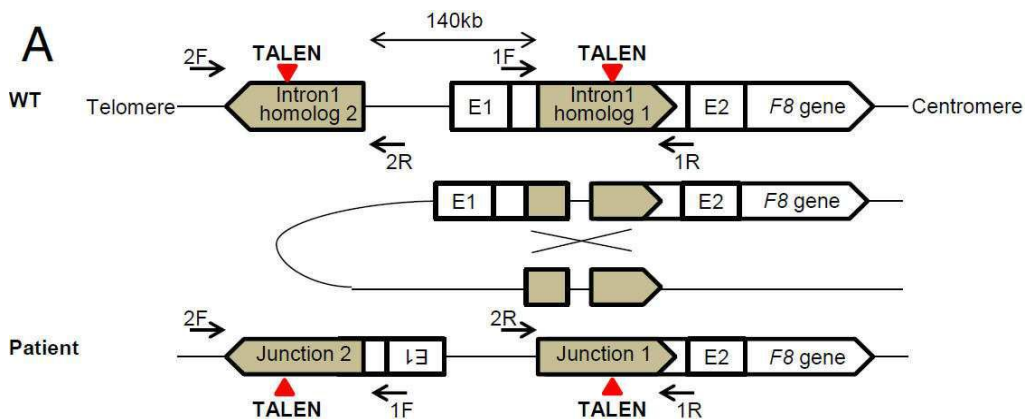 A
140kb
2F
TALEN
1F
TALEN
WT
Telomere
Intron1
homolog 2
E1
Intron1
homolog 1
E2
F8 gene
Centromere
2R
1R
E1
E2
F8 gene
Patient
2F
2R
Junction 2
E1
Junction 1
E2
F8 gene
TALEN
1F
TALEN
1R